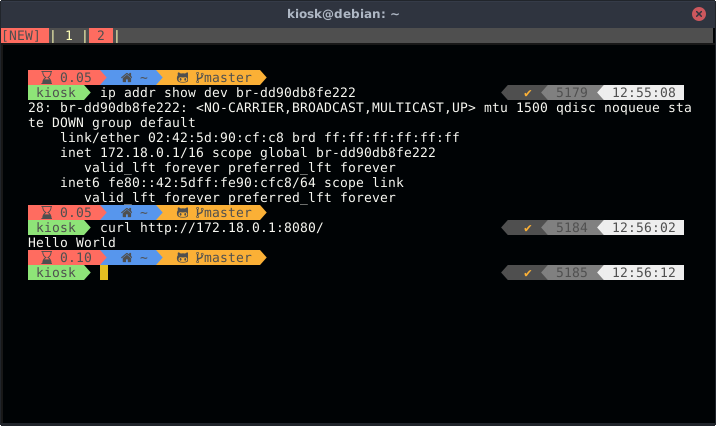 kiosk@debian: ~
[NEW] | 1 | 2 |
0.05 ~ master
kiosk ip addr show dev br-dd90db8fe222 ✔ 5179 12:55:08
28: br-dd90db8fe222: <NO-CARRIER,BROADCAST,MULTICAST,UP> mtu 1500 qdisc noqueue sta
te DOWN group default
link/ether 02:42:5d:90:cf:c8 brd ff:ff:ff:ff:ff:ff
inet 172.18.0.1/16 scope global br-dd90db8fe222
valid_lft forever preferred_lft forever
inet6 fe80::42:5dff:fe90:cfc8/64 scope link
valid_lft forever preferred_lft forever
0.05 ~ master
kiosk curl http://172.18.0.1:8080/ ✔ 5184 12:56:02
Hello World
0.10 ~ master
kiosk ✔ 5185 12:56:12